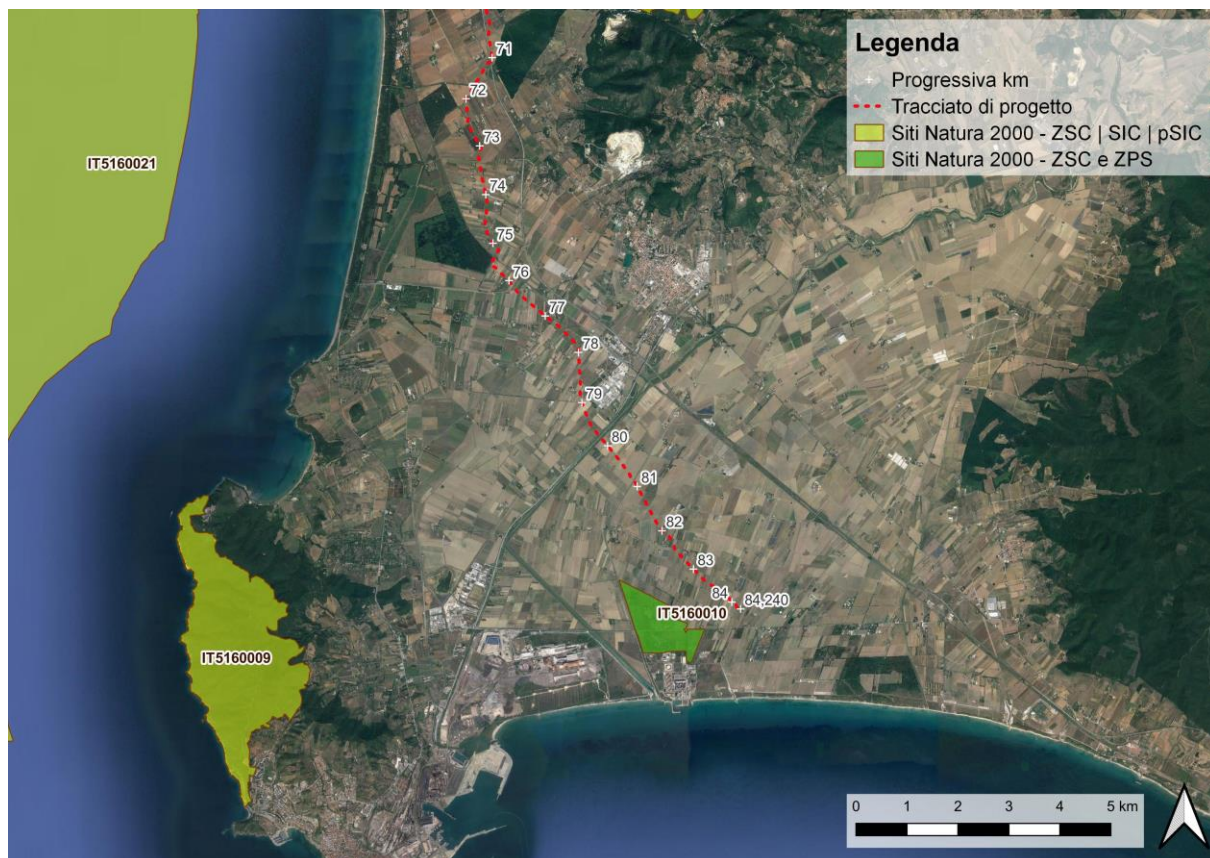 Legenda
Progressiva km
Tracciato di progetto
Siti Natura 2000 - ZSC | SIC | pSIC
Siti Natura 2000 - ZSC e ZPS
71
72
73
IT5160021
74
75
76
77
78
79
80
81
82
83
84
84,240
IT5160010
IT5160009
0 1 2 3 4 5 km